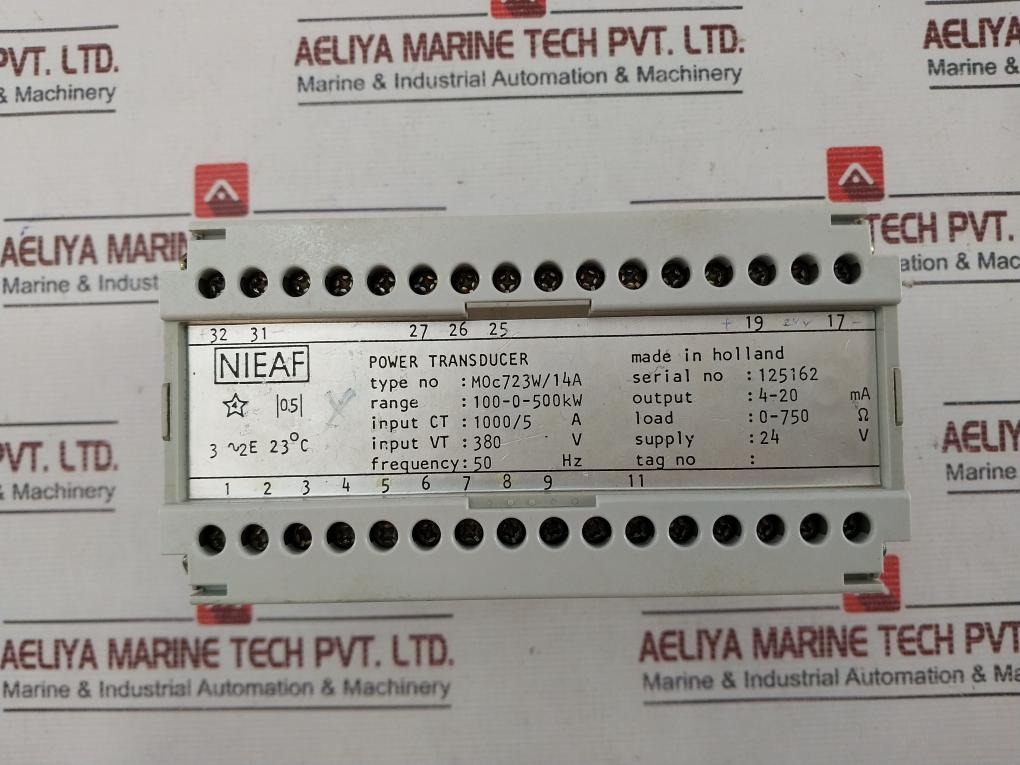 AELIYA MARINE TECH PVT. LTD.
Marine & Industrial Automation & Machinery
PVT. LTD.
& Machinery
AELIYA
Marine &
AELIYA MARIN
Marine & Indust
TECH PVT.
ation & Mac
+ 32 31 - 27 26 25 + 19 24V 17 -
NIEAF
4 |0.5|
3 ~2E 23°C
POWER TRANSDUCER
type no : MOc723W/14A
range : 100-0-500kW
input CT : 1000/5 A
input VT : 380 V
frequency: 50 Hz
made in holland
serial no : 125162
output : 4-20 mA
load : 0-750 Ω
supply : 24 V
tag no :
1 2 3 4 5 6 7 8 9 11
PVT. LTD.
& Machinery
AELIYA
Marine &
AELIYA MARINE TECH PVT. LTD.
Marine & Industrial Automation & Machinery
AELIYA MARINE TECH PVT.
Marine & Industrial Automation & Ma